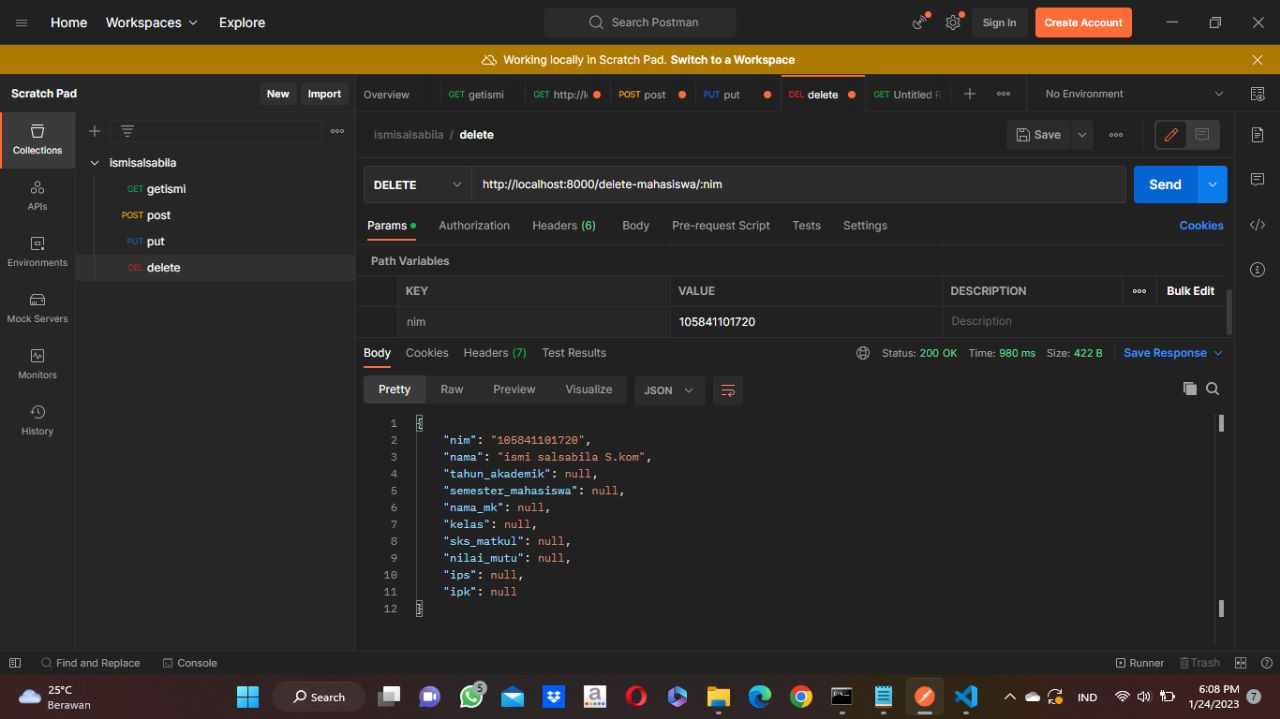 Home Workspaces Explore Search Postman Sign In Create Account
Working locally in Scratch Pad. Switch to a Workspace
Scratch Pad New Import Overview GET getismi GET http://l POST post PUT put DEL delete GET Untitled R No Environment
Collections
APIs
Environments
Mock Servers
Monitors
History
ismisalsabila
GET getismi
POST post
PUT put
DEL delete
ismisalsabila / delete Save
DELETE http://localhost:8000/delete-mahasiswa/:nim Send
Params Authorization Headers (6) Body Pre-request Script Tests Settings Cookies
Path Variables
KEY VALUE DESCRIPTION Bulk Edit
nim 105841101720 Description
Body Cookies Headers (7) Test Results Status: 200 OK Time: 980 ms Size: 422 B Save Response
Pretty Raw Preview Visualize JSON
1 {
2 "nim": "105841101720",
3 "nama": "ismi salsabila S.kom",
4 "tahun_akademik": null,
5 "semester_mahasiswa": null,
6 "nama_mk": null,
7 "kelas": null,
8 "sks_matkul": null,
9 "nilai_mutu": null,
10 "ips": null,
11 "ipk": null
12 }
Find and Replace Console Runner Trash
25°C
Berawan
Search
5
a
IND
6:08 PM
1/24/2023
7